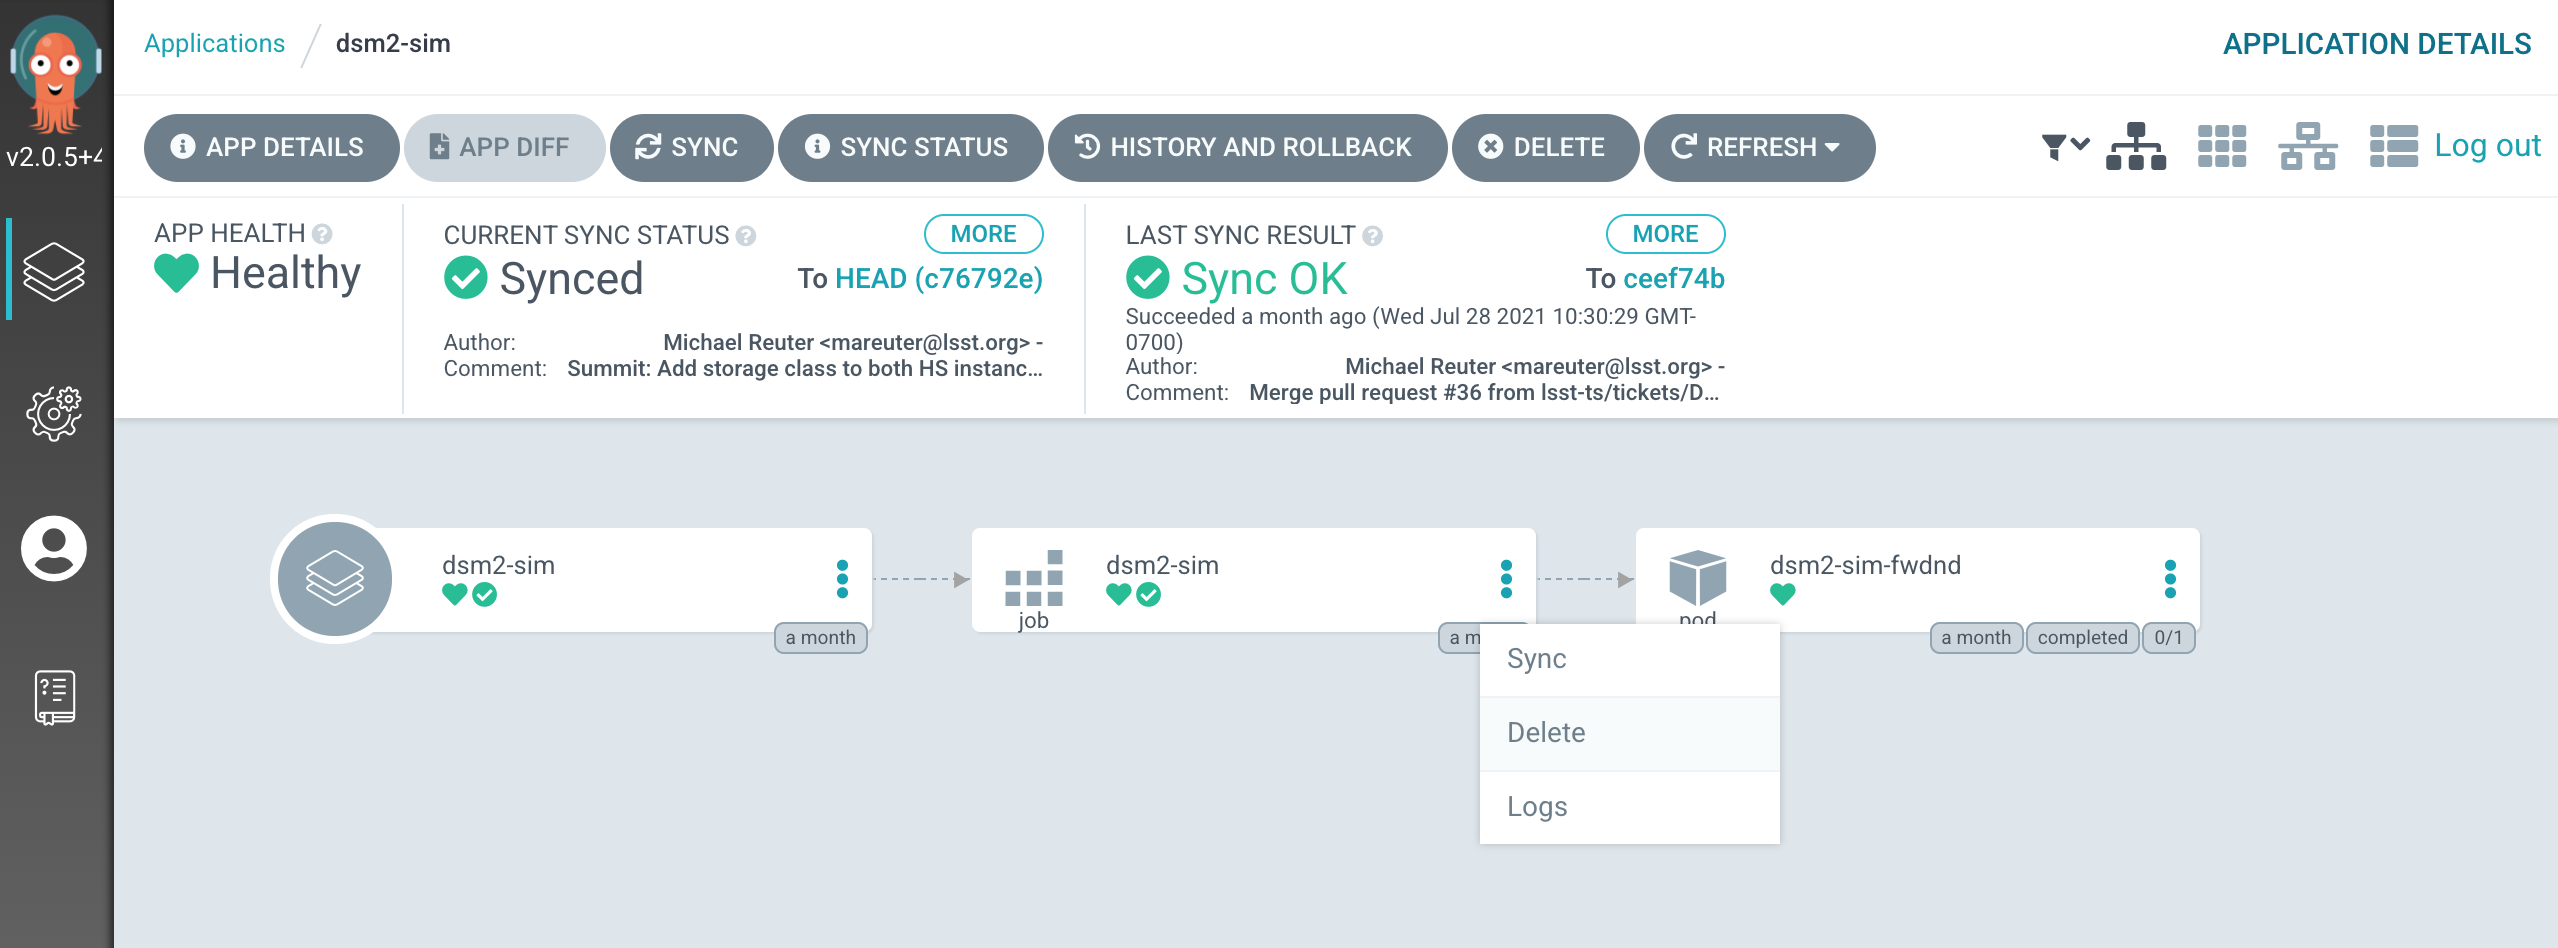 Applications / dsm2-sim
APPLICATION DETAILS
v2.0.5+4
APP DETAILS
APP DIFF
SYNC
SYNC STATUS
HISTORY AND ROLLBACK
DELETE
REFRESH
Log out
APP HEALTH
Healthy
CURRENT SYNC STATUS
MORE
Synced
To HEAD (c76792e)
Author: Michael Reuter <mareuter@lsst.org> -
Comment: Summit: Add storage class to both HS instanc...
LAST SYNC RESULT
MORE
Sync OK
To ceef74b
Succeeded a month ago (Wed Jul 28 2021 10:30:29 GMT-
0700)
Author: Michael Reuter <mareuter@lsst.org> -
Comment: Merge pull request #36 from lsst-ts/tickets/D...
dsm2-sim
a month
dsm2-sim
job
a m
dsm2-sim-fwdnd
pod
a month
completed
0/1
Sync
Delete
Logs